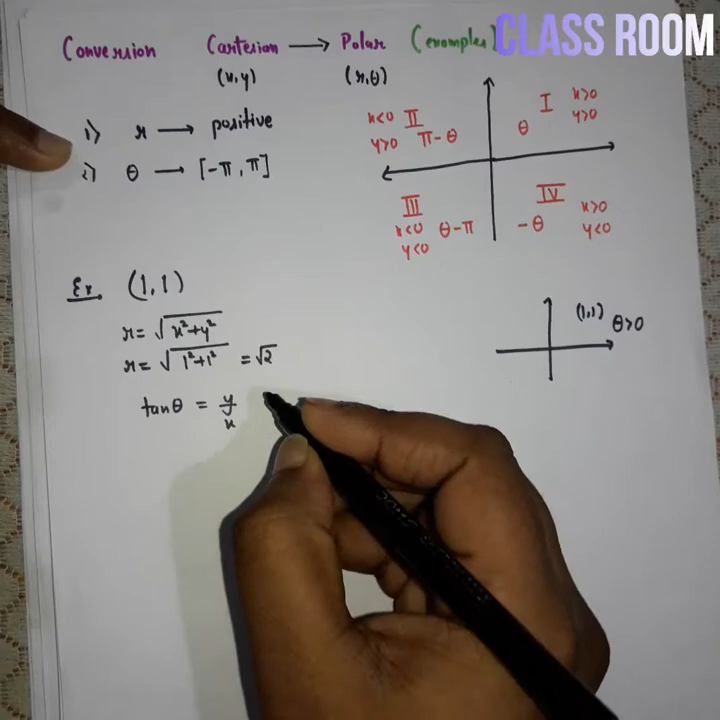 CLASS ROOM
Conversion Cartesian → Polar (examples)
(x,y) (r,θ)
1) r → positive
2) θ → [-π, π]
x<0 II
y>0 π-θ
I x>0
y>0
θ
III
x<0 θ-π
y<0
IV x>0
-θ y<0
Ex. (1,1)
r = √x²+y²
r = √1²+1² = √2
tanθ = y/x
(1,1) θ>0